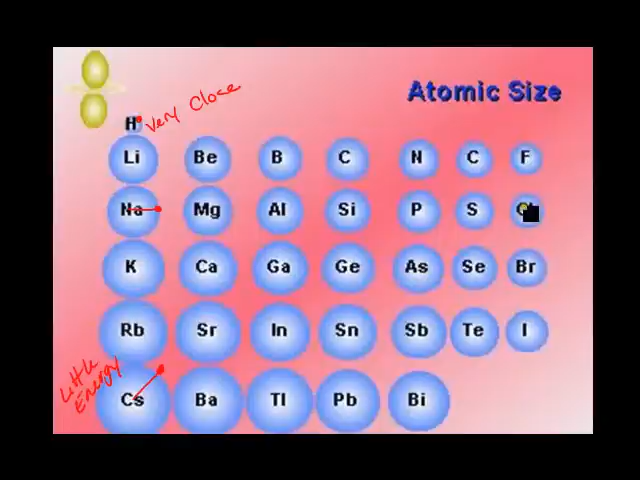 Atomic Size
Very Close
H
Li Be B C N C F
Na Mg Al Si P S
K Ca Ga Ge As Se Br
Rb Sr In Sn Sb Te I
Little
Energy
Cs Ba Tl Pb Bi